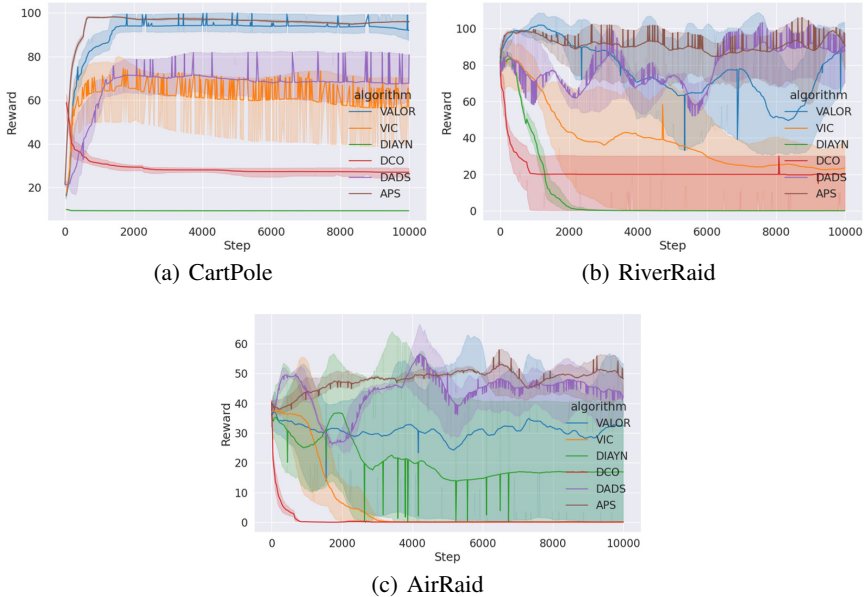 100
80
60
40
20
Reward
algorithm
VALOR
VIC
DIAYN
DCO
DADS
APS
0 2000 4000 6000 8000 10000
Step
(a) CartPole
100
80
60
40
20
0
Reward
algorithm
VALOR
VIC
DIAYN
DCO
DADS
APS
0 2000 4000 6000 8000 10000
Step
(b) RiverRaid
60
50
40
30
20
10
0
Reward
algorithm
VALOR
VIC
DIAYN
DCO
DADS
APS
0 2000 4000 6000 8000 10000
Step
(c) AirRaid